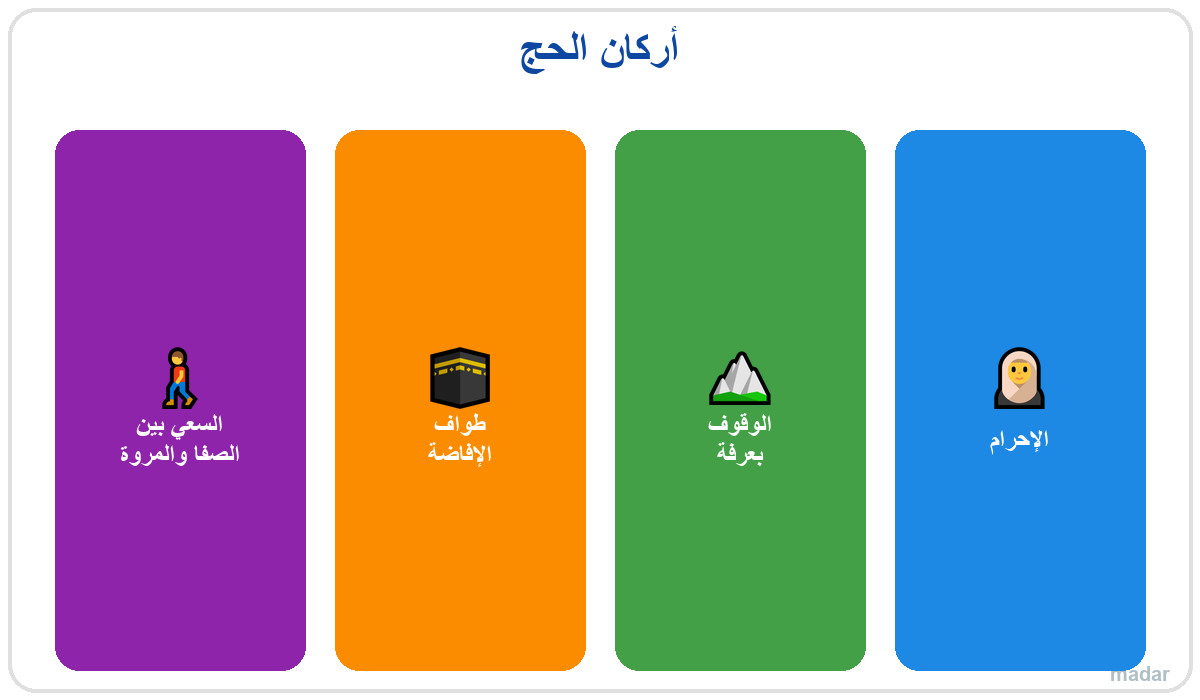 أركان الحج
الإحرام
الوقوف
بعرفة
طواف
الإفاضة
السعي بين
الصفا والمروة
madar